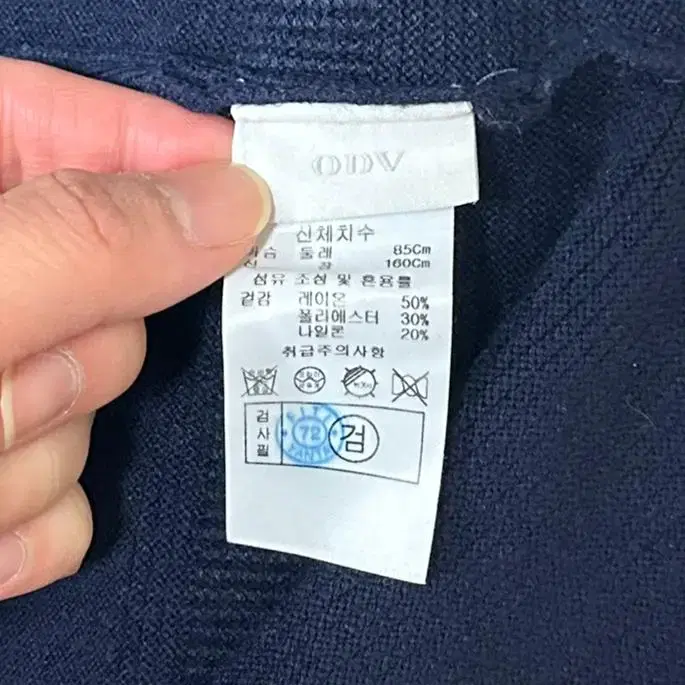 ODV
신체치수
가슴 둘레 85Cm
신 장 160Cm
섬유 조성 및 혼용률
겉감 레이온 50%
폴리에스터 30%
나일론 20%
취급주의사항
검사필
72
검